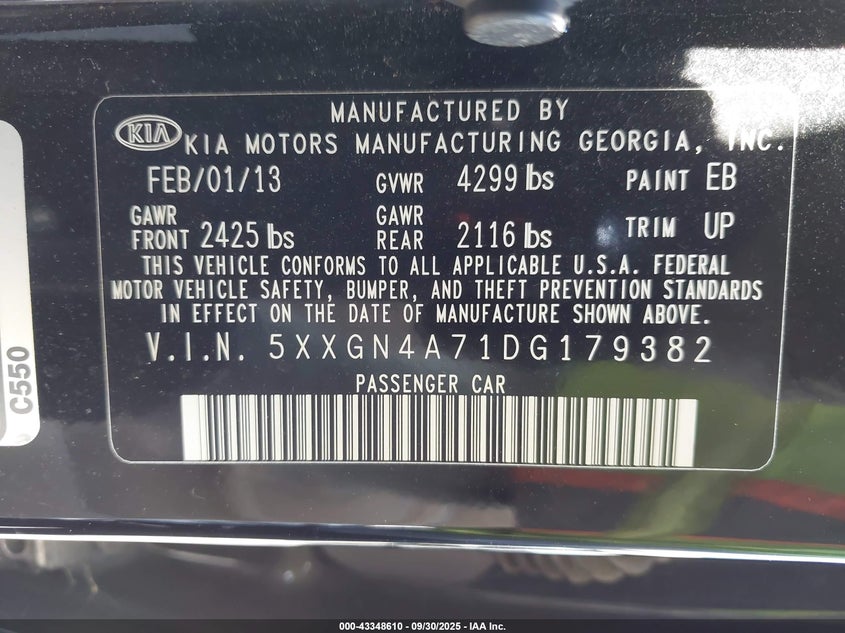 MANUFACTURED BY
KIA KIA MOTORS MANUFACTURING GEORGIA, INC.
FEB/01/13 GVWR 4299 lbs PAINT EB
GAWR FRONT 2425 lbs GAWR REAR 2116 lbs TRIM UP
THIS VEHICLE CONFORMS TO ALL APPLICABLE U.S.A. FEDERAL
MOTOR VEHICLE SAFETY, BUMPER, AND THEFT PREVENTION STANDARDS
IN EFFECT ON THE DATE OF MANUFACTURE SHOWN ABOVE.
V.I.N. 5XXGN4A71DG179382
PASSENGER CAR
C550
000-43348610 - 09/30/2025 - IAA Inc.